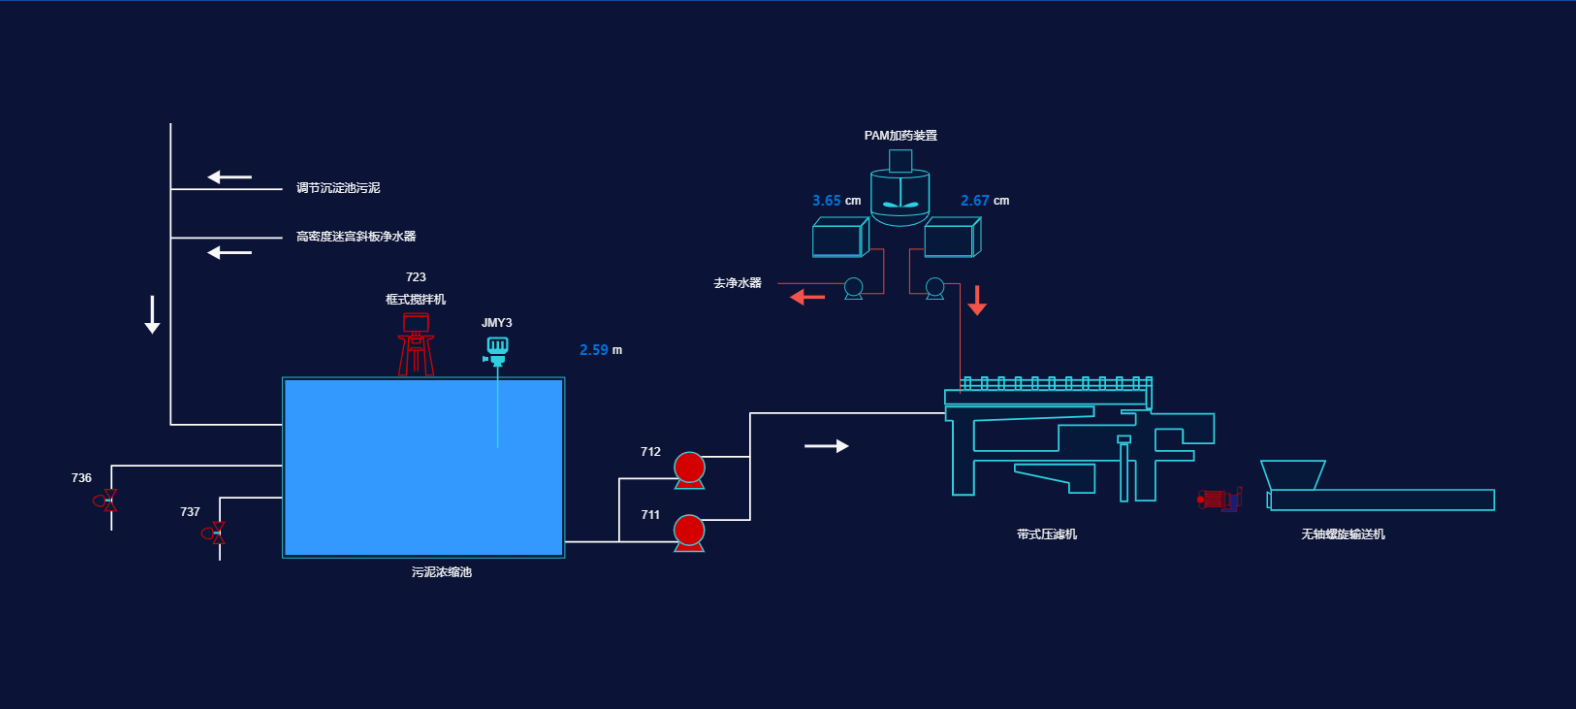 PAM加药装置
调节沉淀池污泥
3.65 cm
2.67 cm
高密度迷宫斜板净水器
723
去净水器
框式搅拌机
JMY3
2.59 m
712
736
737
711
带式压滤机
无轴螺旋输送机
污泥浓缩池